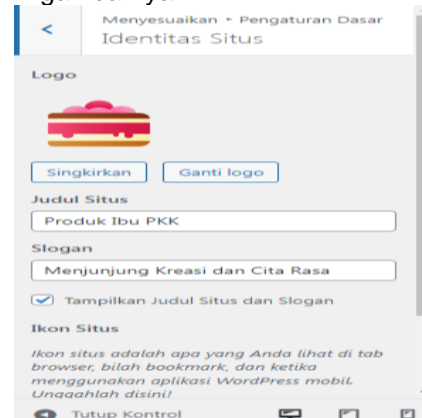 Menyesuaikan ‣ Pengaturan Dasar
Identitas Situs
Logo
Singkirkan
Ganti logo
Judul Situs
Produk Ibu PKK
Slogan
Menjunjung Kreasi dan Cita Rasa
Tampilkan Judul Situs dan Slogan
Ikon Situs
Ikon situs adalah apa yang Anda lihat di tab
browser, bilah bookmark, dan ketika
menggunakan aplikasi WordPress mobil.
Unggahlah disini!
Tutup Kontrol